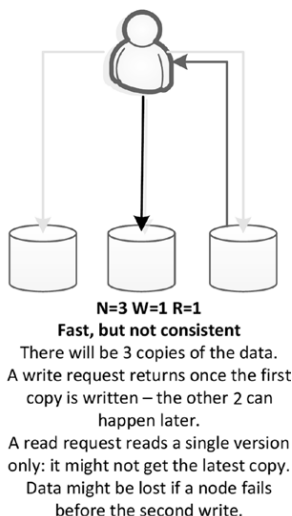 N=3 W=1 R=1
Fast, but not consistent
There will be 3 copies of the data.
A write request returns once the first
copy is written – the other 2 can
happen later.
A read request reads a single version
only: it might not get the latest copy.
Data might be lost if a node fails
before the second write.